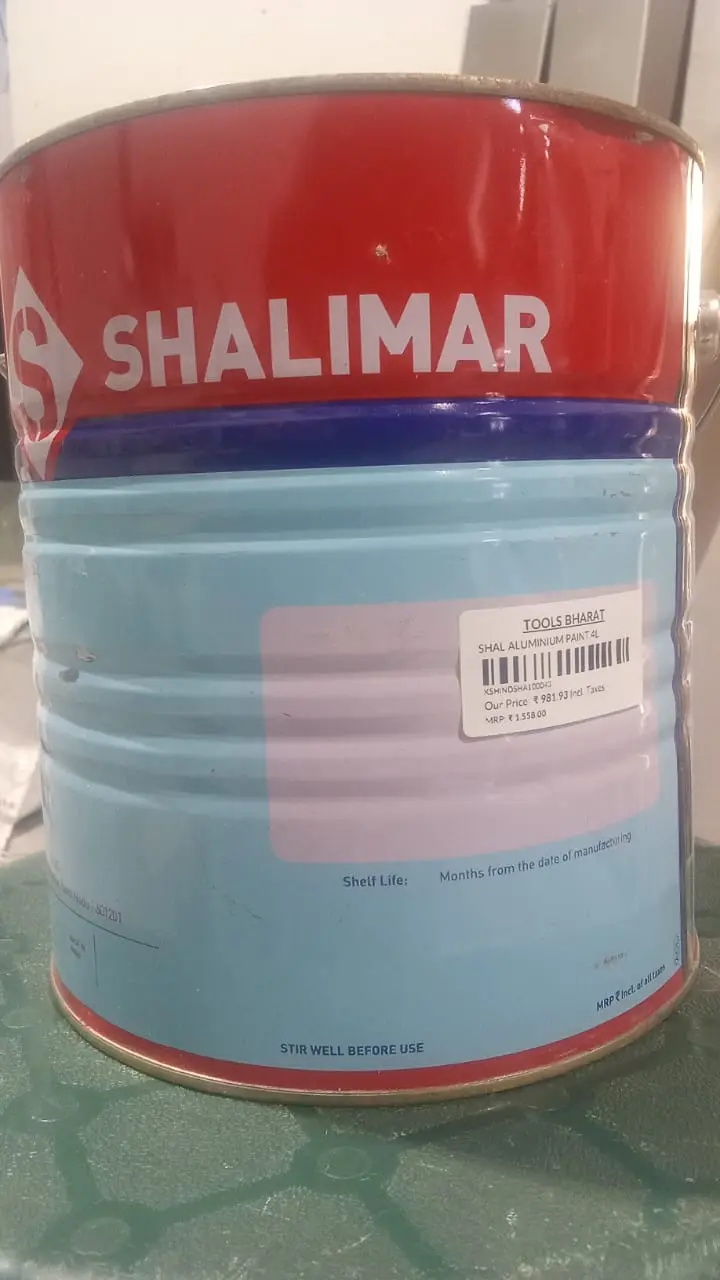 S SHALIMAR
TOOLS BHARAT
SHAL ALUMINIUM PAINT 4L
Our Price: ₹ 981.93 Incl. Taxes
MRP: ₹ 1,558.00
Shelf Life: Months from the date of manufacturing
- 601201
MRP ₹ Incl. of all taxes
STIR WELL BEFORE USE